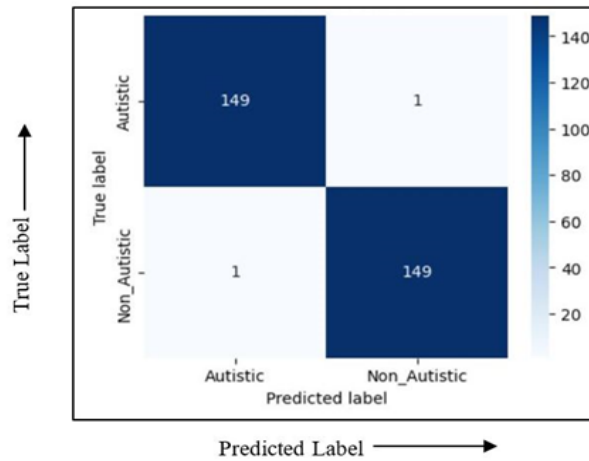 True Label
True label
Autistic
Non_Autistic
149 1
1 149
140
120
100
80
60
40
20
Autistic Non_Autistic
Predicted label
Predicted Label